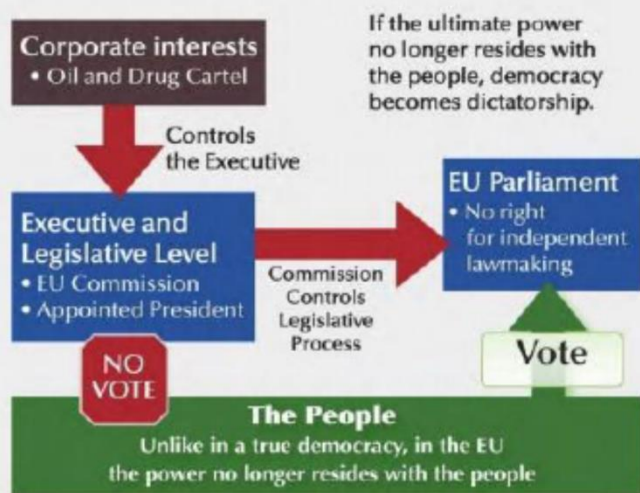 Corporate interests
• Oil and Drug Cartel
If the ultimate power
no longer resides with
the people, democracy
becomes dictatorship.
Controls
the Executive
Executive and
Legislative Level
• EU Commission
• Appointed President
Commission
Controls
Legislative
Process
EU Parliament
• No right
for independent
lawmaking
NO
VOTE
Vote
The People
Unlike in a true democracy, in the EU
the power no longer resides with the people